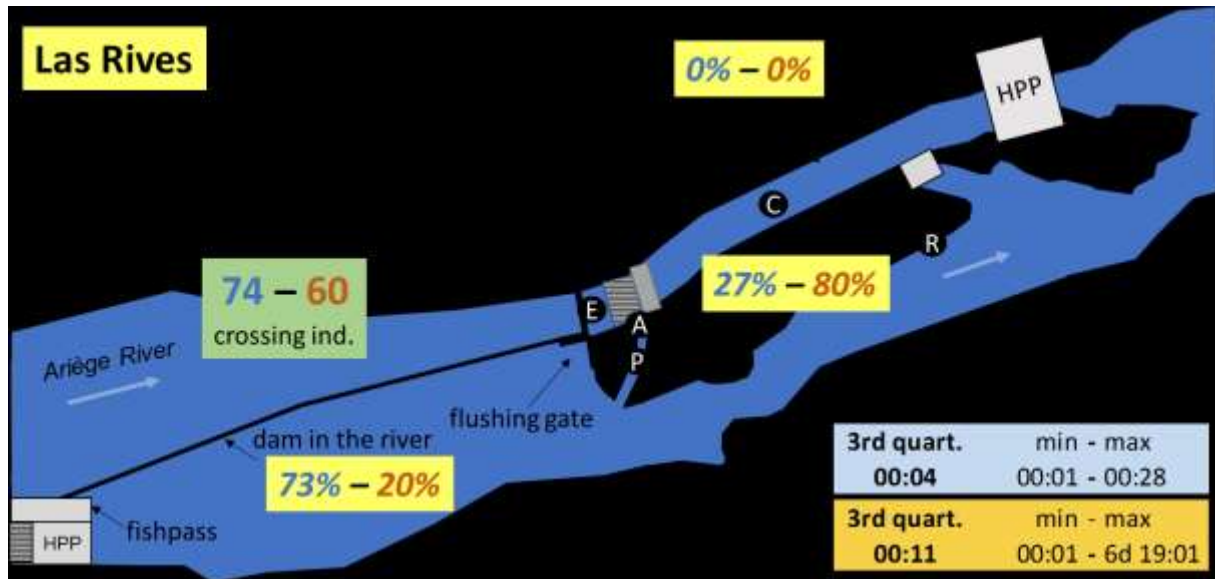 Las Rives
0% – 0%
HPP
C
R
74 – 60
crossing ind.
27% – 80%
E
A
P
Ariège River
flushing gate
dam in the river
73% – 20%
fishpass
HPP
3rd quart. min - max
00:04 00:01 - 00:28
3rd quart. min - max
00:11 00:01 - 6d 19:01